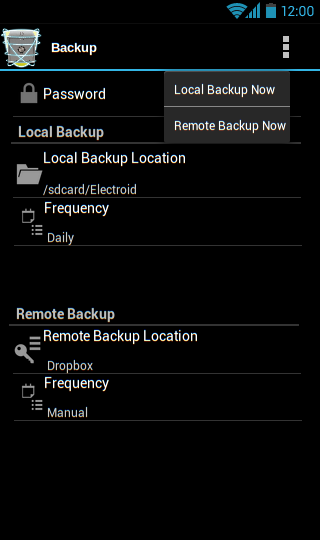 12:00
Backup
Password
Local Backup Now
Remote Backup Now
Local Backup
Local Backup Location
/sdcard/Electroid
Frequency
Daily
Remote Backup
Remote Backup Location
Dropbox
Frequency
Manual